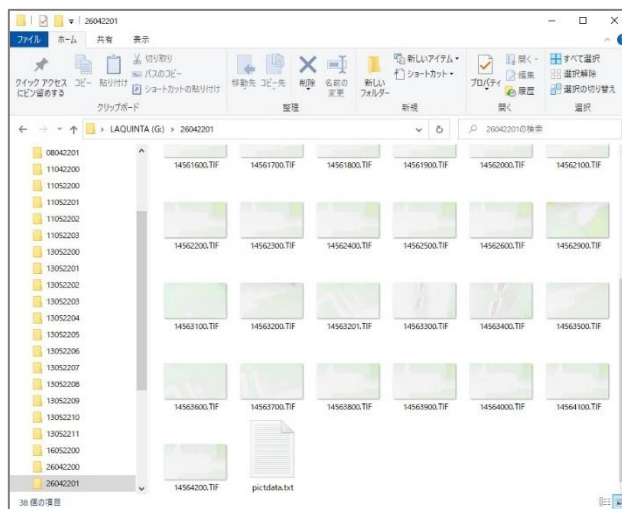 26042201
ファイル ホーム 共有 表示
クイック アクセス
にピン留めする
コピー
貼り付け
切り取り
パスのコピー
ショートカットの貼り付け
クリップボード
移動先 コピー先 削除 名前の
変更
整理
新しい
フォルダー
新しいアイテム
ショートカット
新規
プロパティ
開く
編集
履歴
開く
すべて選択
選択解除
選択の切り替え
選択
LAQUINTA (G:) › 26042201
26042201の検索
08042201
11042200
11052200
11052201
11052202
11052203
13052200
13052201
13052202
13052203
13052204
13052205
13052206
13052207
13052208
13052209
13052210
13052211
16052200
26042200
26042201
14561600.TIF 14561700.TIF 14561800.TIF 14561900.TIF 14562000.TIF 14562100.TIF
14562200.TIF 14562300.TIF 14562400.TIF 14562500.TIF 14562600.TIF 14562900.TIF
14563100.TIF 14563200.TIF 14563201.TIF 14563300.TIF 14563400.TIF 14563500.TIF
14563600.TIF 14563700.TIF 14563800.TIF 14563900.TIF 14564000.TIF 14564100.TIF
14564200.TIF pictdata.txt
38 個の項目